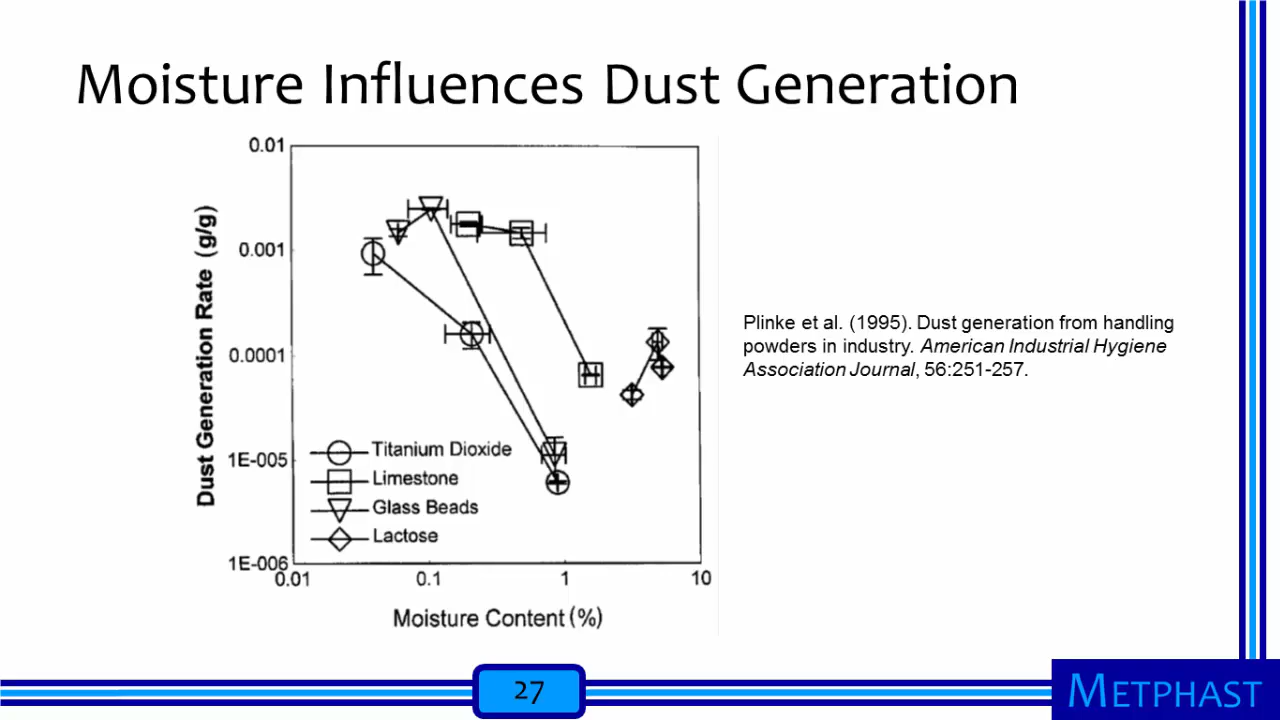 Moisture Influences Dust Generation
0.01
0.001
0.0001
1E-005
1E-006
Dust Generation Rate (g/g)
Titanium Dioxide
Limestone
Glass Beads
Lactose
0.01
0.1
1
10
Moisture Content (%)
Plinke et al. (1995). Dust generation from handling
powders in industry. American Industrial Hygiene
Association Journal, 56:251-257.
27
METPHAST